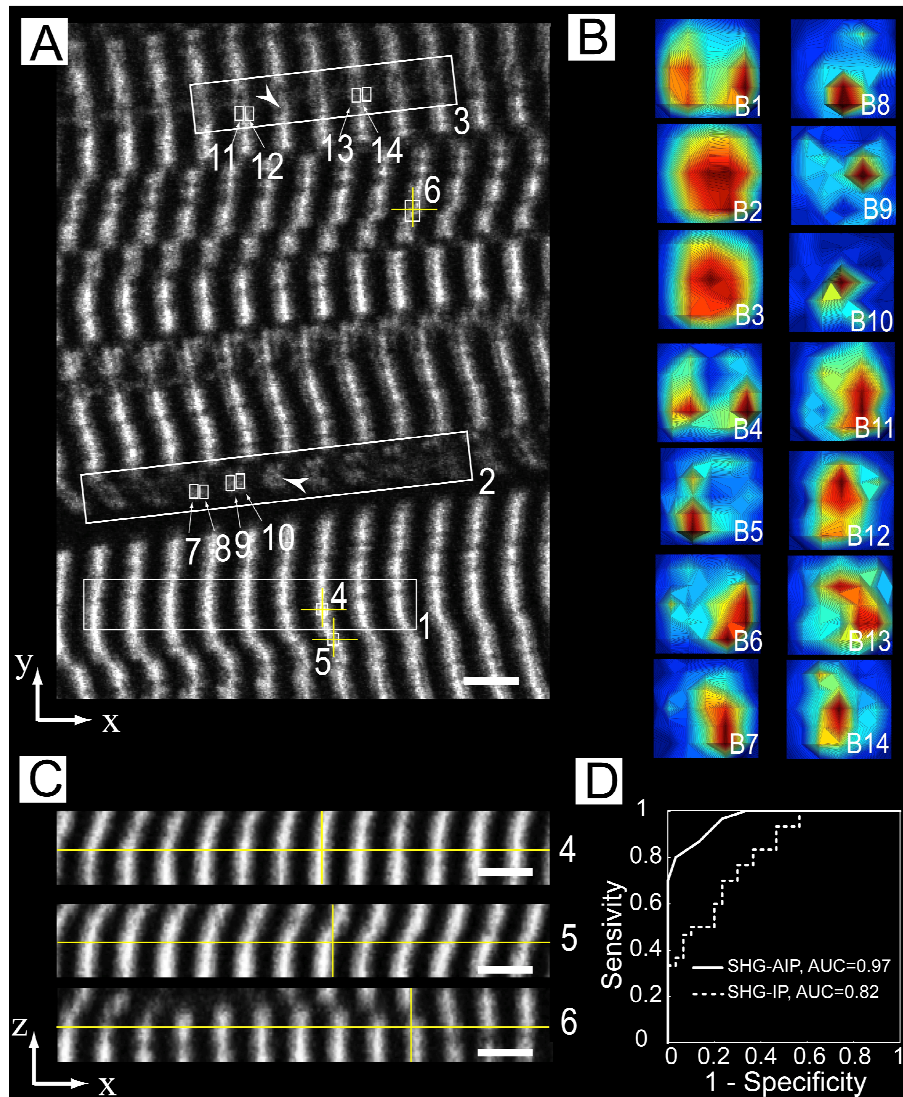 A
3
11
12
13
14
6
2
7
8
9
10
4
1
5
y
x
B
B1
B8
B2
B9
B3
B10
B4
B11
B5
B12
B6
B13
B7
B14
C
4
5
6
z
x
D
1
0.8
0.6
0.4
0.2
0
Sensivity
SHG-AIP, AUC=0.97
SHG-IP, AUC=0.82
0 0.2 0.4 0.6 0.8 1
1 - Specificity